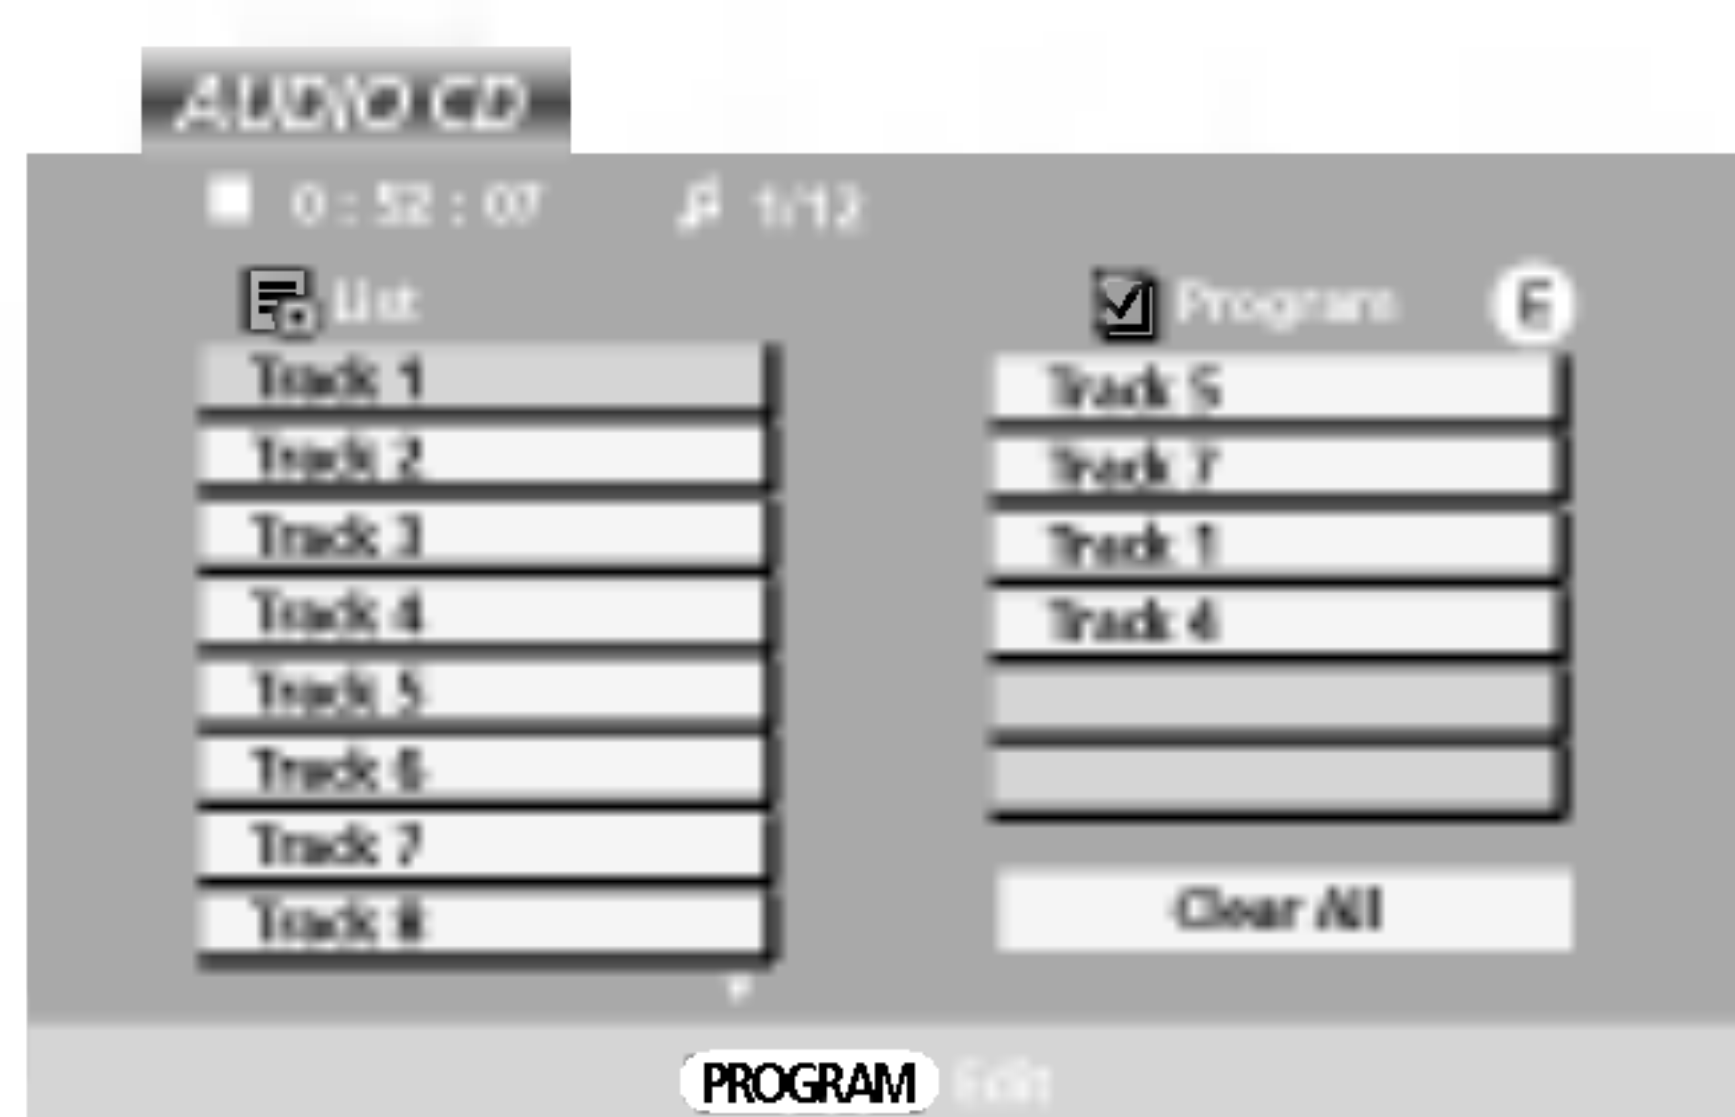 AUDIO CD
0 : 52 : 07 1/12
List
Track 1
Track 2
Track 3
Track 4
Track 5
Track 6
Track 7
Track 8
Program E
Track 5
Track 7
Track 1
Track 4
Clear All
PROGRAM Edit